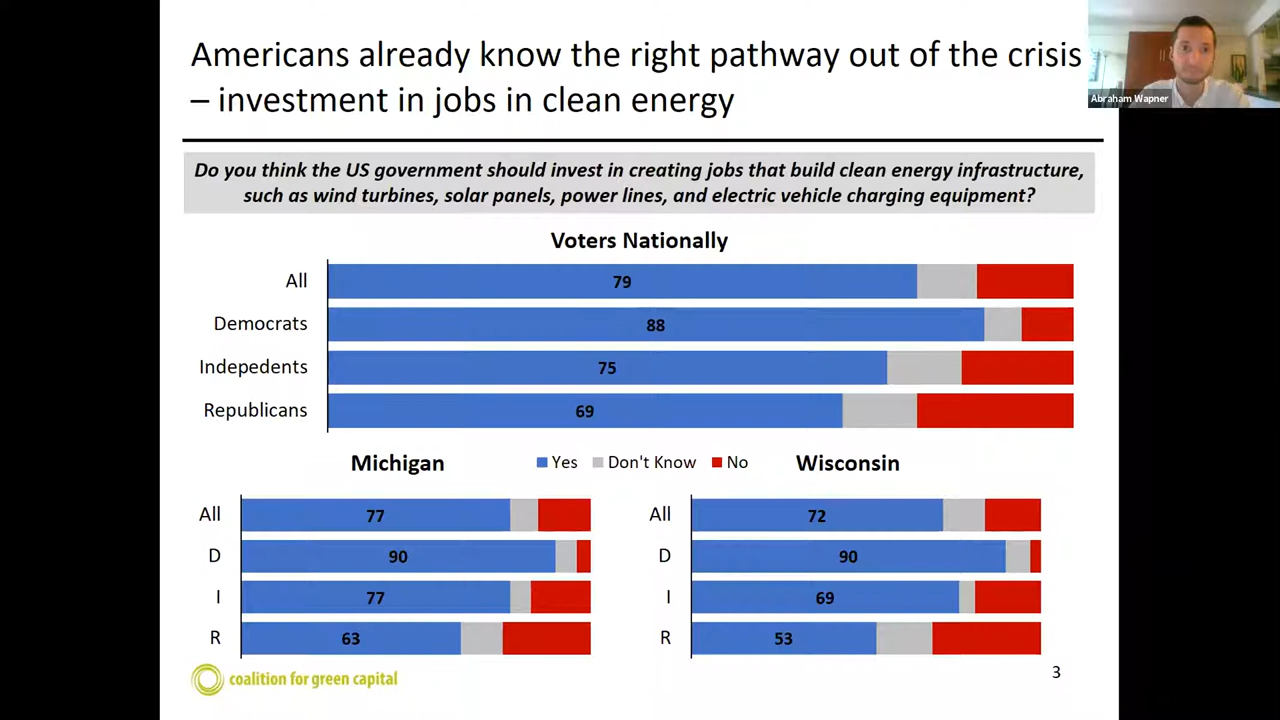 Americans already know the right pathway out of the crisis
– investment in jobs in clean energy
Abraham Wapner
Do you think the US government should invest in creating jobs that build clean energy infrastructure,
such as wind turbines, solar panels, power lines, and electric vehicle charging equipment?
Voters Nationally
All 79
Democrats 88
Indepedents 75
Republicans 69
Michigan
Yes Don't Know No
Wisconsin
All 77
D 90
I 77
R 63
All 72
D 90
I 69
R 53
coalition for green capital
3